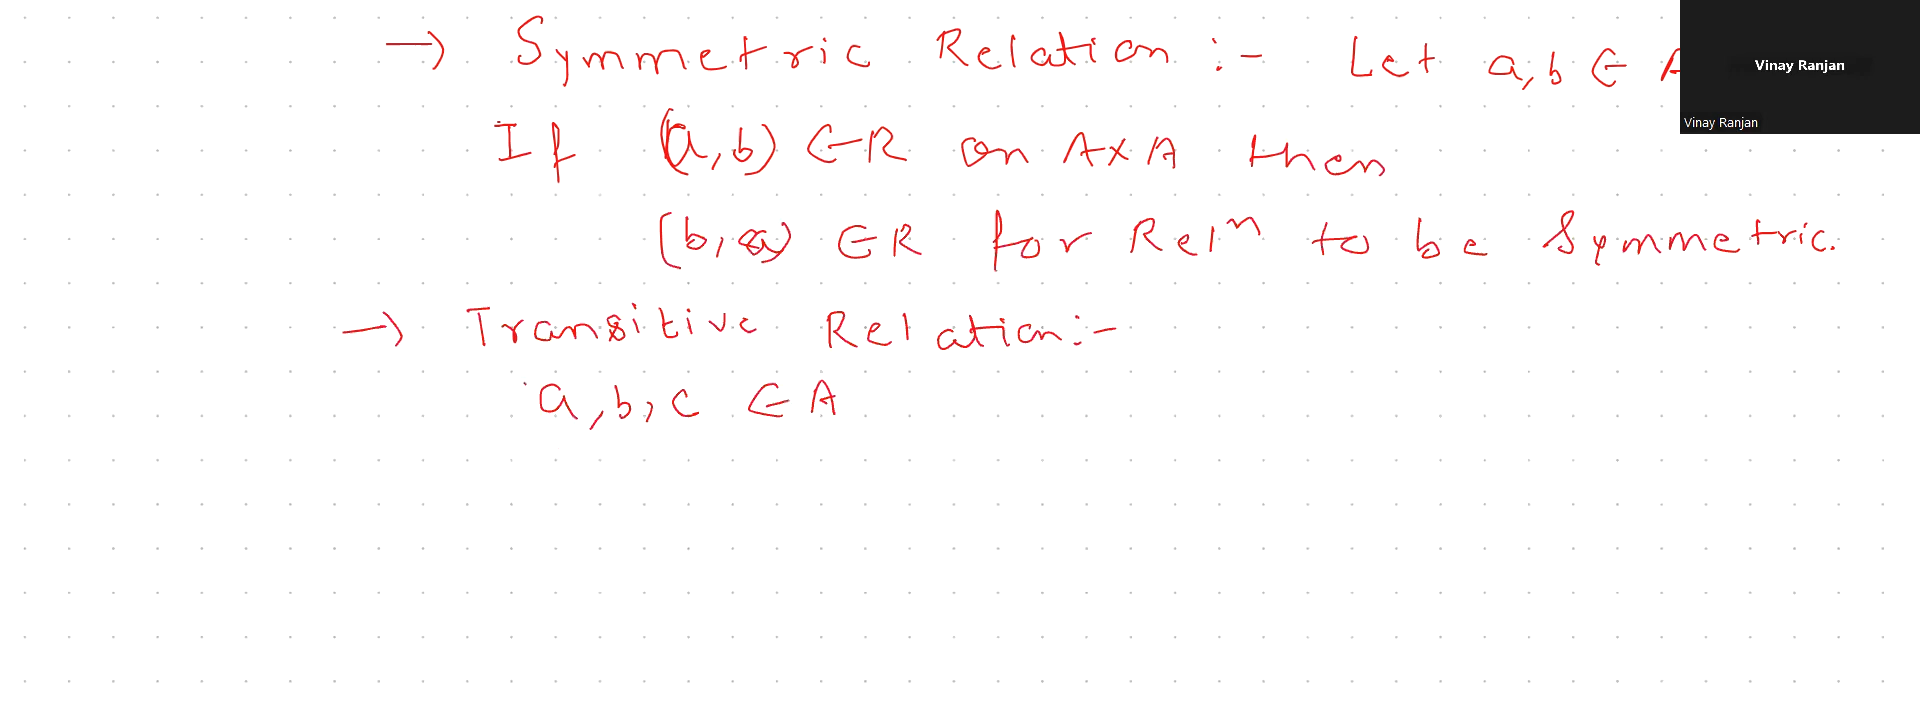 → Symmetric Relation :- Let a, b ∈ A
Vinay Ranjan
Vinay Ranjan
If (a, b) ∈ R on A×A then
(b, a) ∈ R for Relⁿ to be Symmetric.
→ Transitive Relation :-
a, b, c ∈ A